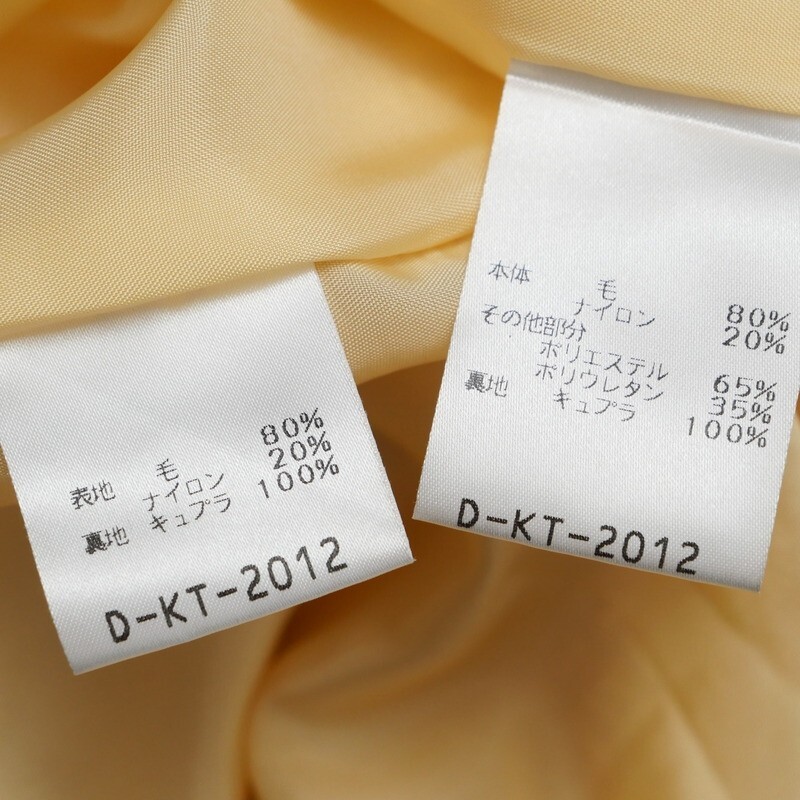 表地 毛 80%
ナイロン 20%
裏地 キュプラ 100%
D-KT-2012
本体 毛 80%
ナイロン 20%
その他部分
ポリエステル 65%
ポリウレタン 35%
裏地 キュプラ 100%
D-KT-2012